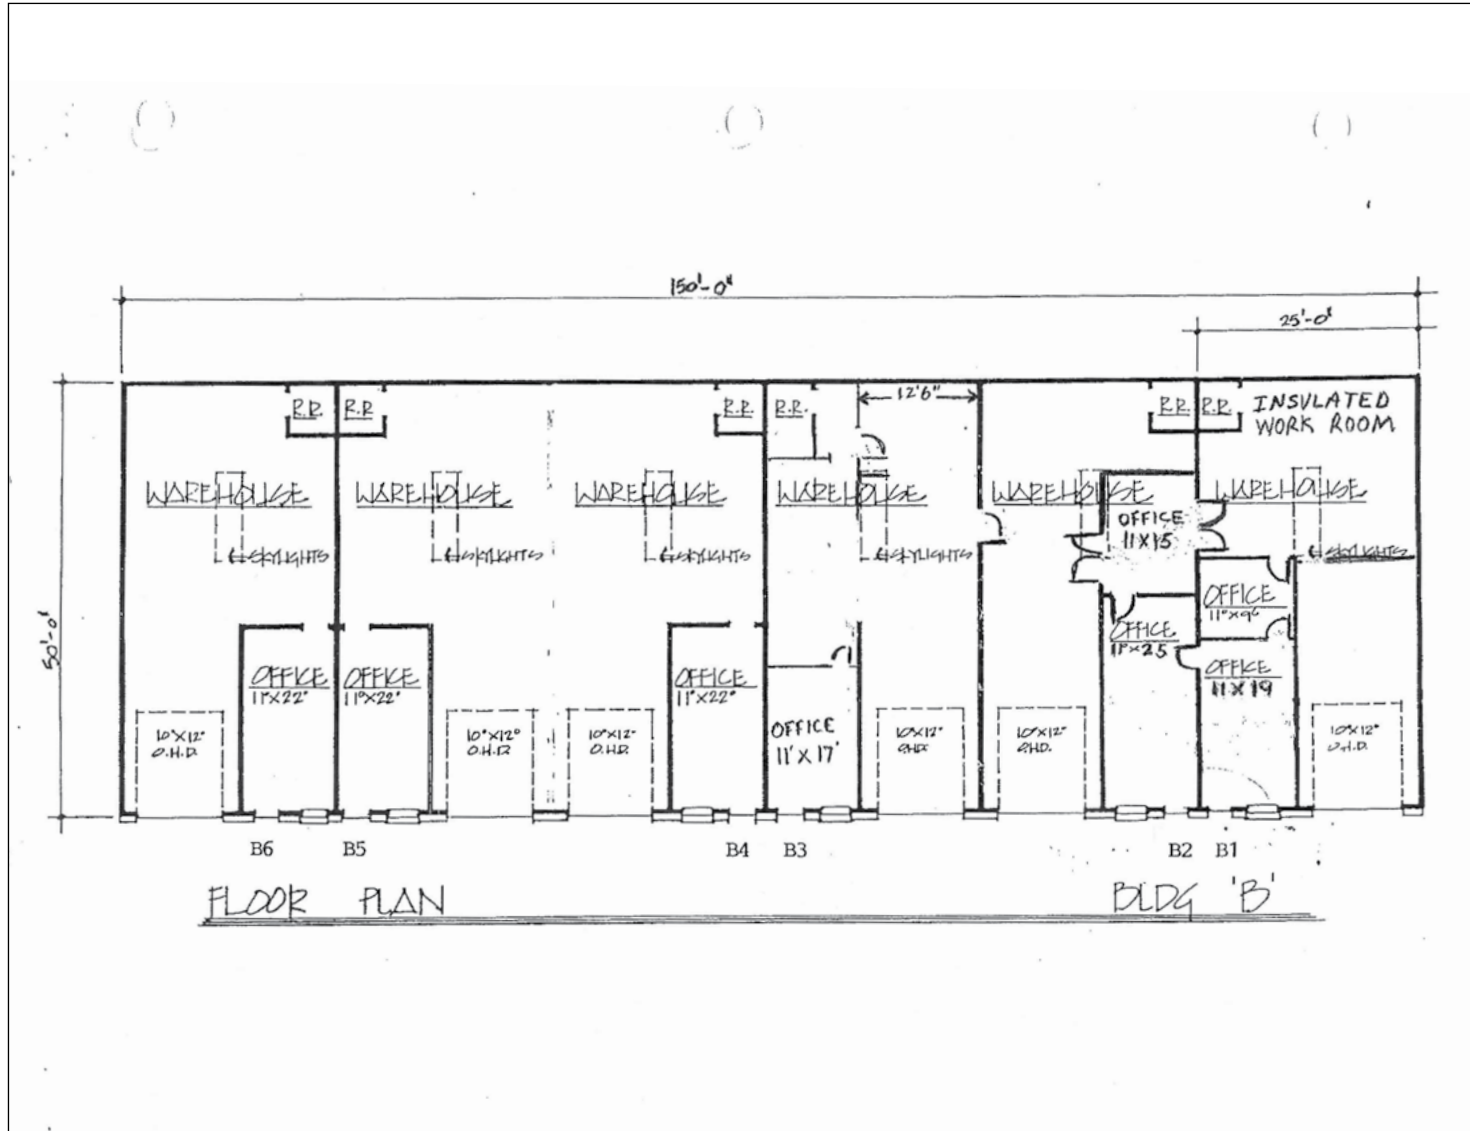 150'-0"
25'-0"
50'-0"
R.R.
R.R
R.R.
R.R.
12'6"
R.R.
R.R.
INSULATED
WORK ROOM
WAREHOUSE
WAREHOUSE
WAREHOUSE
WAREHOUSE
WAREHOUSE
WAREHOUSE
SKYLIGHTS
SKYLIGHTS
SKYLIGHTS
SKYLIGHTS
SKYLIGHTS
OFFICE
11X15
OFFICE
11°X22°
OFFICE
11°X22°
OFFICE
11°X22°
OFFICE
11'X17'
OFFICE
11°X25
OFFICE
11°X9⁶
OFFICE
11X19
10°X12°
O.H.D.
10°X12°
O.H.D.
10°X12°
O.H.D.
10°X12°
O.H.D.
10°X12°
O.H.D.
10°X12°
O.H.D.
B6
B5
B4
B3
B2
B1
FLOOR PLAN
BLDG 'B'